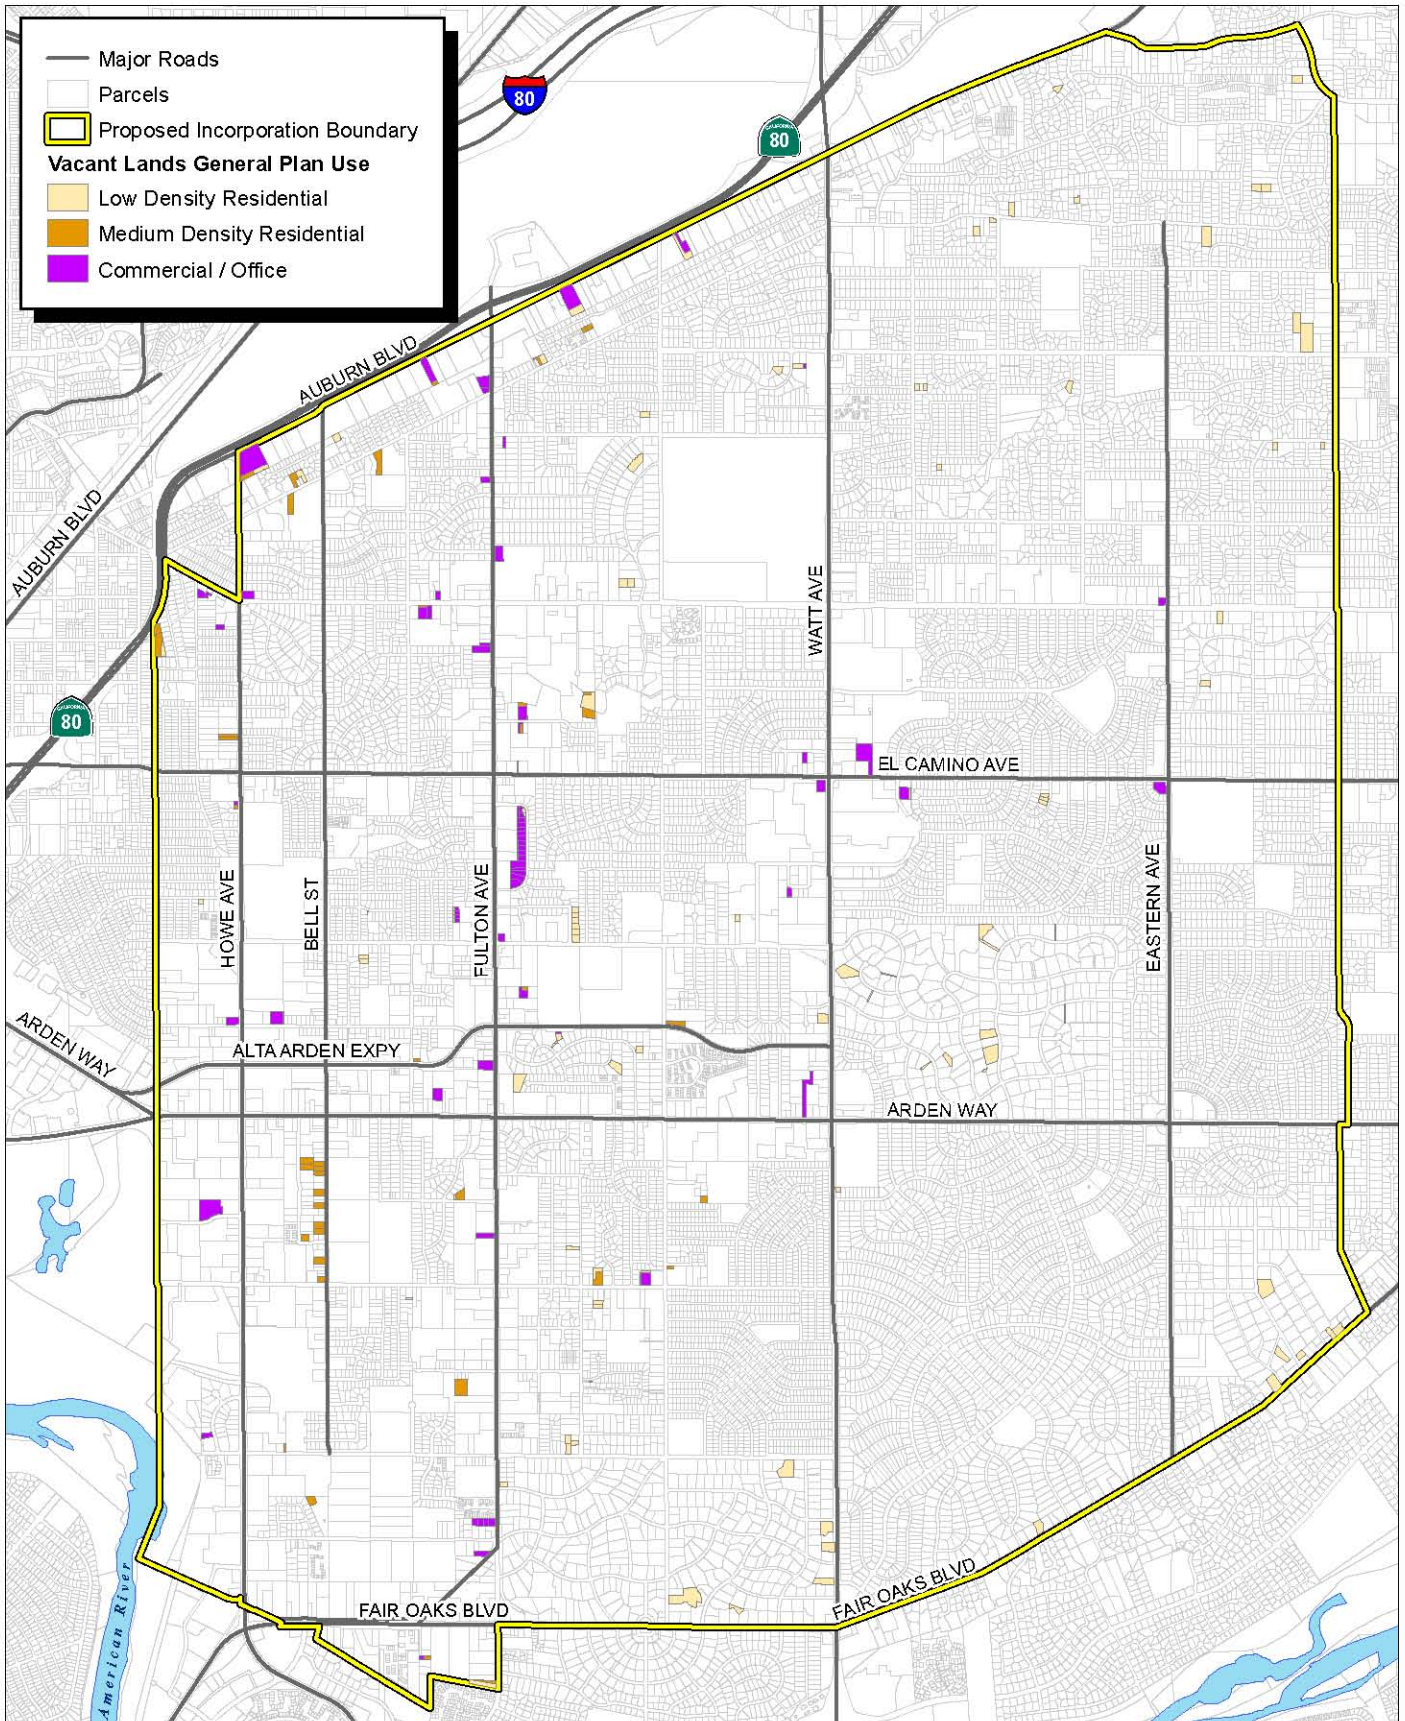 Major Roads
Parcels
Proposed Incorporation Boundary
Vacant Lands General Plan Use
Low Density Residential
Medium Density Residential
Commercial / Office
80
CALIFORNIA
80
AUBURN BLVD
AUBURN BLVD
WATT AVE
CALIFORNIA
80
EL CAMINO AVE
HOWE AVE
BELL ST
FULTON AVE
EASTERN AVE
ARDEN WAY
ALTA ARDEN EXPY
ARDEN WAY
American River
FAIR OAKS BLVD
FAIR OAKS BLVD